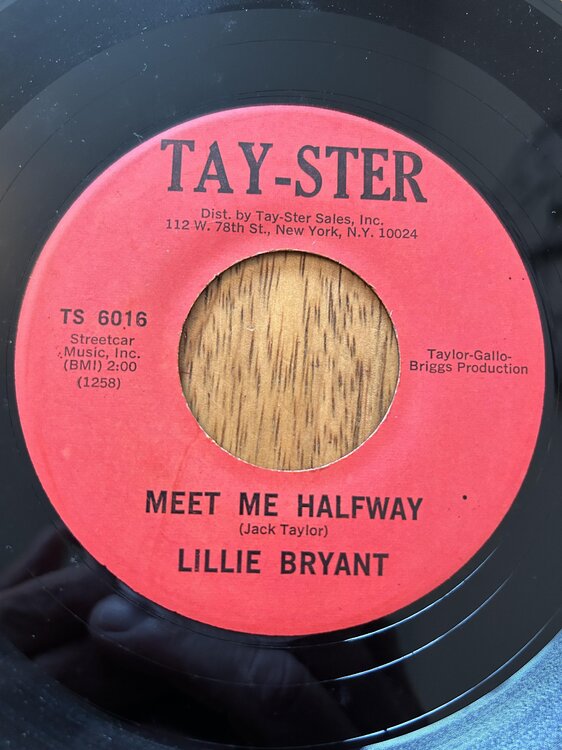 TAY-STER
Dist. by Tay-Ster Sales, Inc.
112 W. 78th St., New York, N.Y. 10024
TS 6016
Streetcar
Music, Inc.
(BMI) 2:00
(1258)
Taylor-Gallo-
Briggs Production
MEET ME HALFWAY
(Jack Taylor)
LILLIE BRYANT